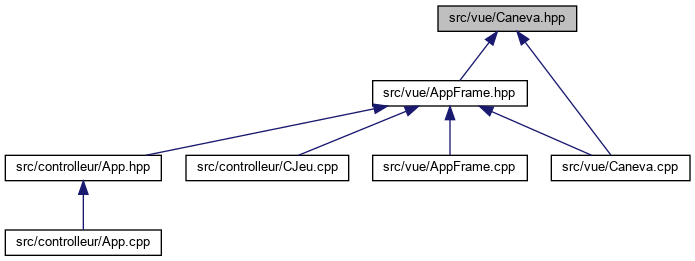 src/vue/Caneva.hpp
src/vue/AppFrame.hpp
src/controlleur/App.hpp
src/controlleur/CJeu.cpp
src/vue/AppFrame.cpp
src/vue/Caneva.cpp
src/controlleur/App.cpp